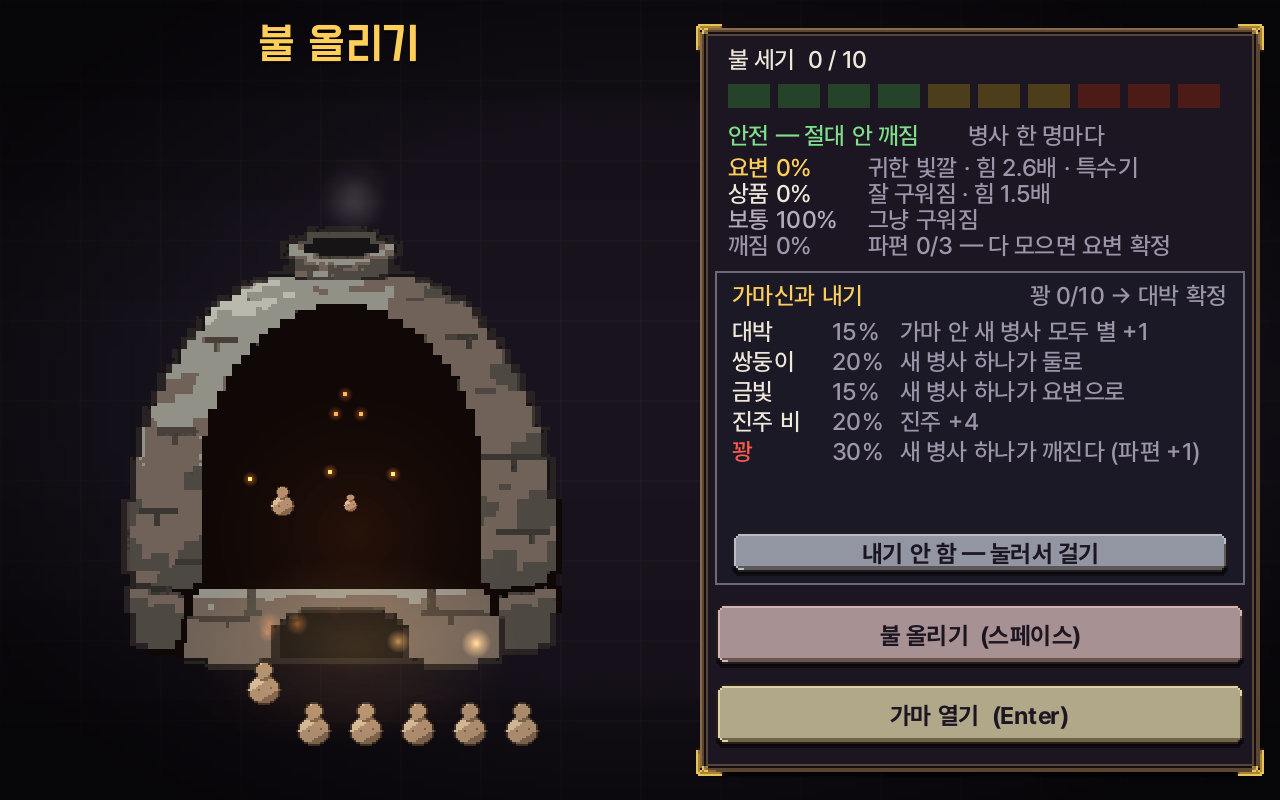 불 올리기
불 세기 0 / 10
안전 — 절대 안 깨짐 병사 한 명마다
요변 0% 귀한 빛깔 · 힘 2.6배 · 특수기
상품 0% 잘 구워짐 · 힘 1.5배
보통 100% 그냥 구워짐
깨짐 0% 파편 0/3 — 다 모으면 요변 확정
가마신과 내기 꽝 0/10 → 대박 확정
대박 15% 가마 안 새 병사 모두 별 +1
쌍둥이 20% 새 병사 하나가 둘로
금빛 15% 새 병사 하나가 요변으로
진주 비 20% 진주 +4
꽝 30% 새 병사 하나가 깨진다 (파편 +1)
내기 안 함 — 눌러서 걸기
불 올리기 (스페이스)
가마 열기 (Enter)